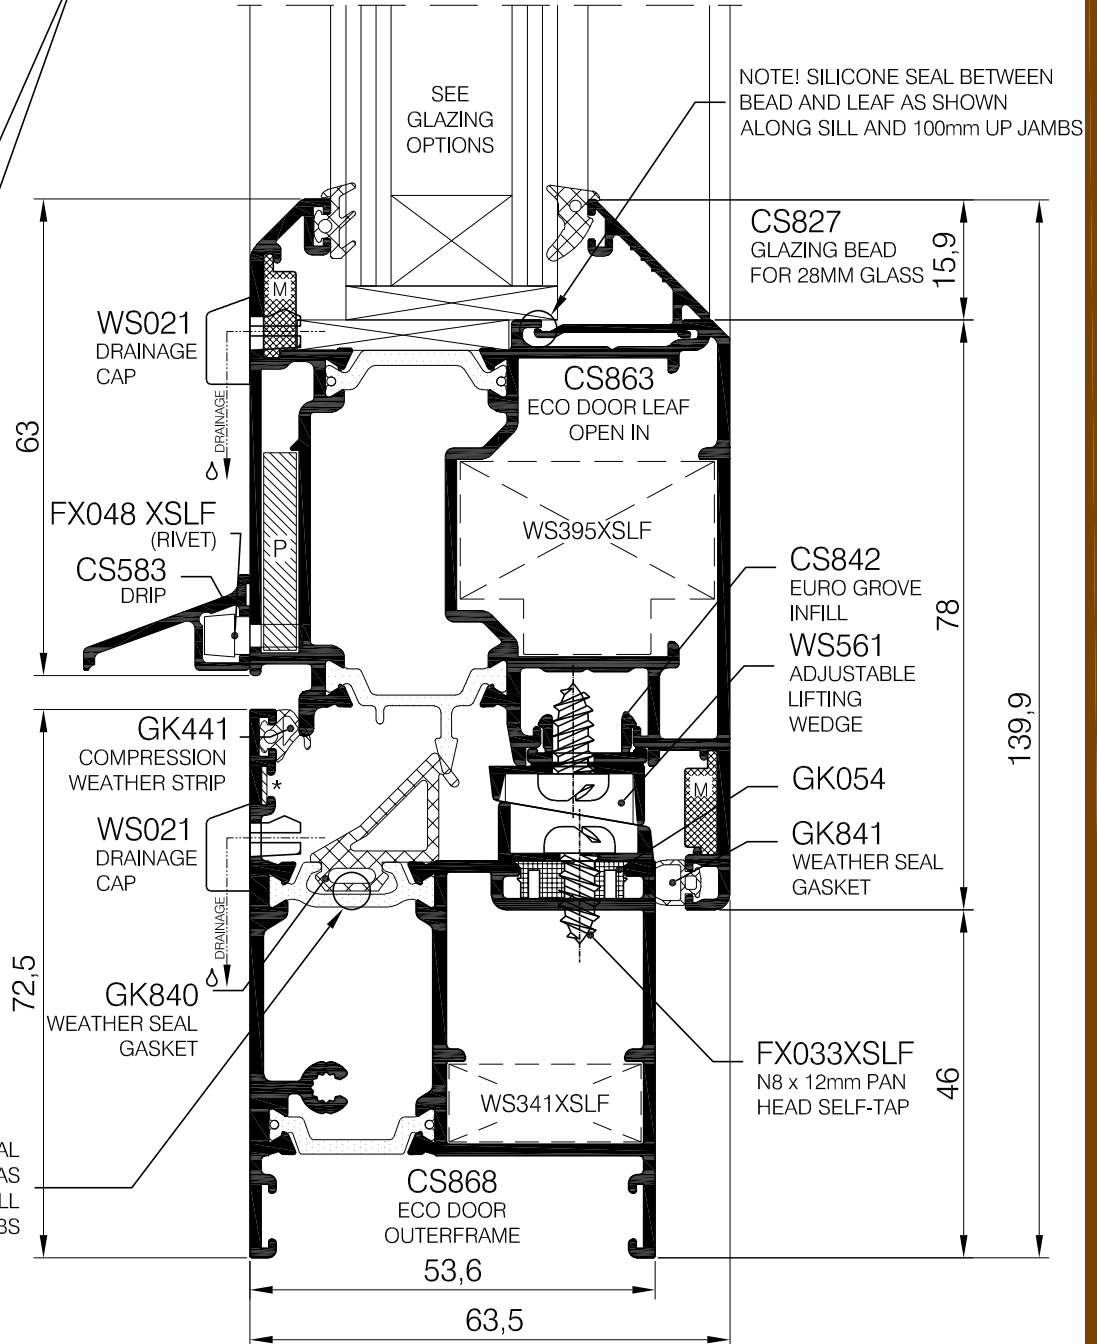 SEE
GLAZING
OPTIONS
NOTE! SILICONE SEAL BETWEEN
BEAD AND LEAF AS SHOWN
ALONG SILL AND 100mm UP JAMBS
CS827
GLAZING BEAD
FOR 28MM GLASS
15,9
M
WS021
DRAINAGE
CAP
CS863
ECO DOOR LEAF
OPEN IN
DRAINAGE
63
FX048 XSLF
(RIVET)
CS583
DRIP
P
WS395XSLF
CS842
EURO GROVE
INFILL
78
WS561
ADJUSTABLE
LIFTING
WEDGE
139,9
GK441
COMPRESSION
WEATHER STRIP
*
M
GK054
WS021
DRAINAGE
CAP
GK841
WEATHER SEAL
GASKET
DRAINAGE
72,5
GK840
WEATHER SEAL
GASKET
FX033XSLF
N8 x 12mm PAN
HEAD SELF-TAP
46
WS341XSLF
AL
AS
LL
BS
CS868
ECO DOOR
OUTERFRAME
53,6
63,5